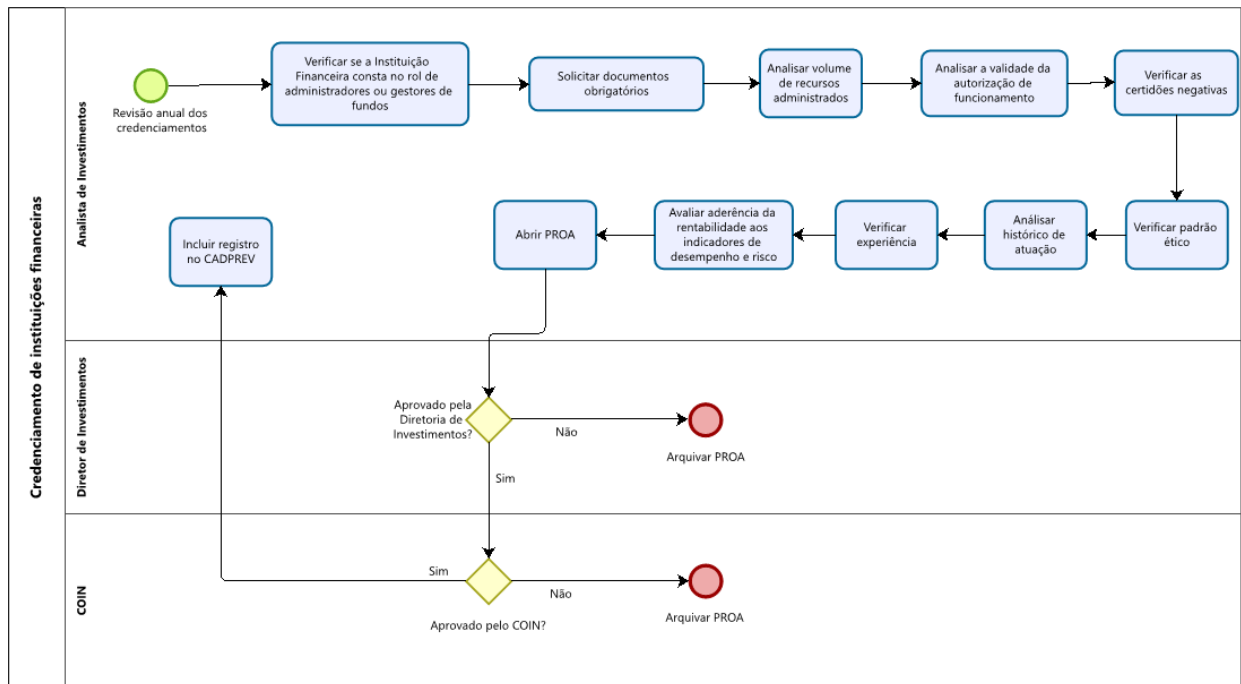 Credenciamento de instituições financeiras
Analista de Investimentos
Revisão anual dos
credenciamentos
Verificar se a Instituição
Financeira consta no rol de
administradores ou gestores de
fundos
Solicitar documentos
obrigatórios
Analisar volume
de recursos
administrados
Analisar a validade da
autorização de
funcionamento
Verificar as
certidões negativas
Verificar padrão
ético
Análisar
histórico de
atuação
Verificar
experiência
Avaliar aderência da
rentabilidade aos
indicadores de
desempenho e risco
Abrir PROA
Incluir registro
no CADPREV
Diretor de Investimentos
Aprovado pela
Diretoria de
Investimentos?
Não
Arquivar PROA
Sim
COIN
Sim
Não
Aprovado pelo COIN?
Arquivar PROA